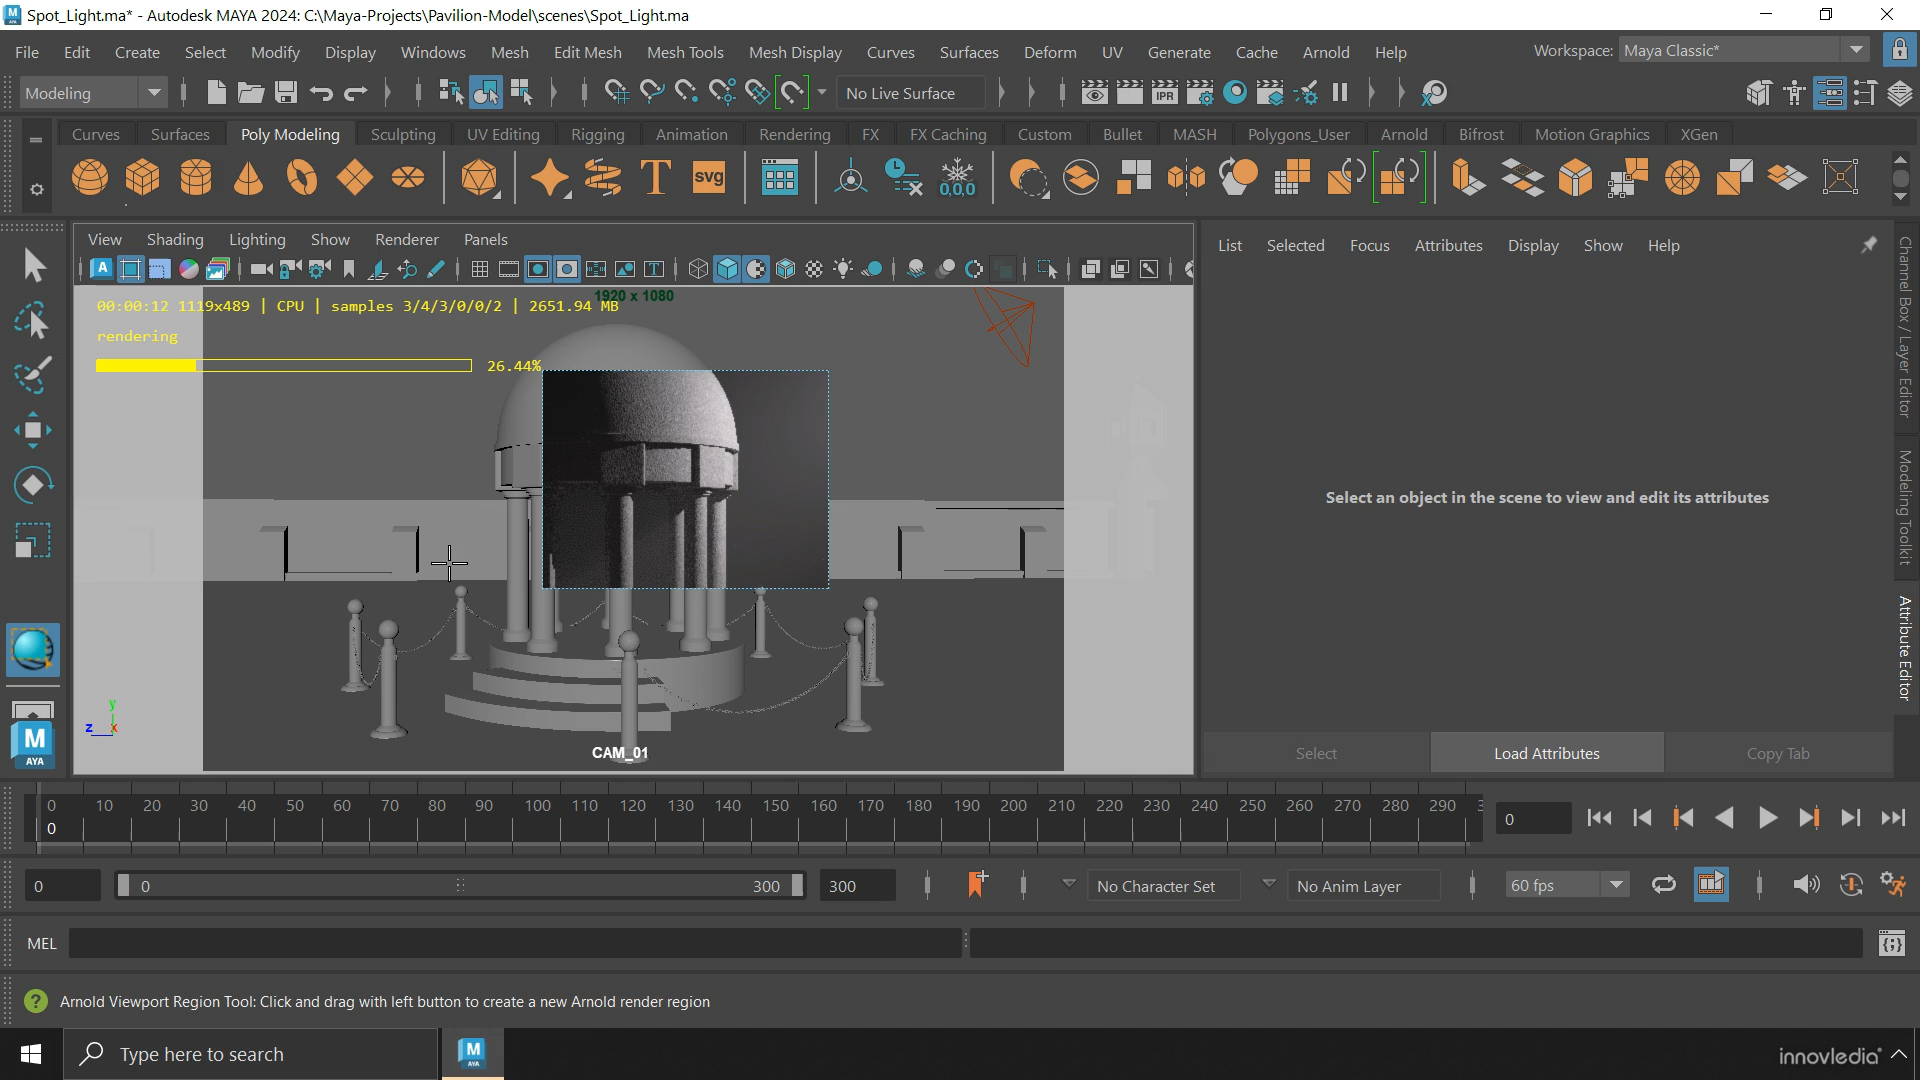 Spot_Light.ma* - Autodesk MAYA 2024: C:\Maya-Projects\Pavilion-Model\scenes\Spot_Light.ma
File Edit Create Select Modify Display Windows Mesh Edit Mesh Mesh Tools Mesh Display Curves Surfaces Deform UV Generate Cache Arnold Help Workspace: Maya Classic*
Modeling No Live Surface IPR
Curves Surfaces Poly Modeling Sculpting UV Editing Rigging Animation Rendering FX FX Caching Custom Bullet MASH Polygons_User Arnold Bifrost Motion Graphics XGen
T svg 0,0,0
View Shading Lighting Show Renderer Panels
List Selected Focus Attributes Display Show Help
1920 x 1080
00:00:12 1119x489 | CPU | samples 3/4/3/0/0/2 | 2651.94 MB
rendering
26.44%
Select an object in the scene to view and edit its attributes
Channel Box / Layer Editor
Modeling Toolkit
Attribute Editor
y
z x
CAM_01
M
AYA
Select Load Attributes Copy Tab
0 10 20 30 40 50 60 70 80 90 100 110 120 130 140 150 160 170 180 190 200 210 220 230 240 250 260 270 280 290
0
0
0 0 300 300 No Character Set No Anim Layer 60 fps
MEL
Arnold Viewport Region Tool: Click and drag with left button to create a new Arnold render region
Type here to search
M
AYA
innovledia